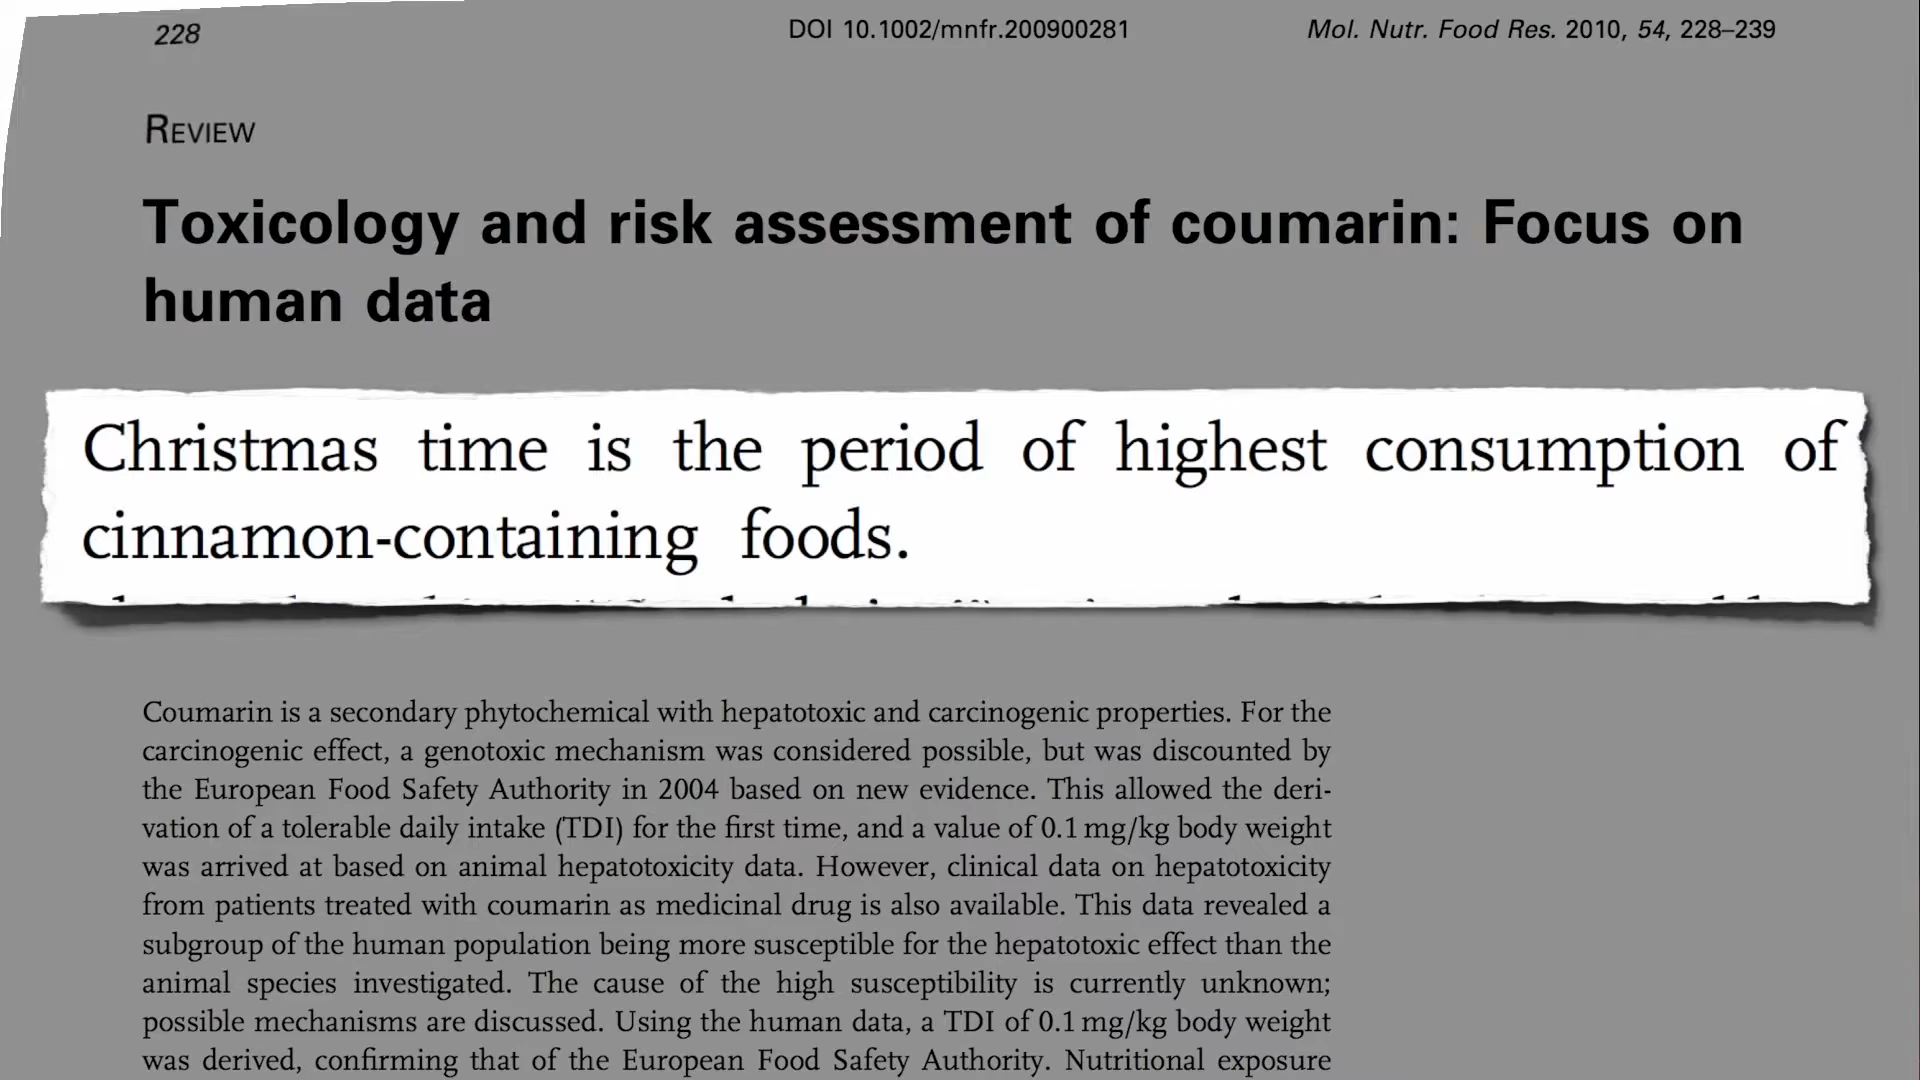 228
DOI 10.1002/mnfr.200900281
Mol. Nutr. Food Res. 2010, 54, 228–239
REVIEW
Toxicology and risk assessment of coumarin: Focus on
human data
Christmas time is the period of highest consumption of
cinnamon-containing foods.
Coumarin is a secondary phytochemical with hepatotoxic and carcinogenic properties. For the
carcinogenic effect, a genotoxic mechanism was considered possible, but was discounted by
the European Food Safety Authority in 2004 based on new evidence. This allowed the deri-
vation of a tolerable daily intake (TDI) for the first time, and a value of 0.1 mg/kg body weight
was arrived at based on animal hepatotoxicity data. However, clinical data on hepatotoxicity
from patients treated with coumarin as medicinal drug is also available. This data revealed a
subgroup of the human population being more susceptible for the hepatotoxic effect than the
animal species investigated. The cause of the high susceptibility is currently unknown;
possible mechanisms are discussed. Using the human data, a TDI of 0.1 mg/kg body weight
was derived, confirming that of the European Food Safety Authority. Nutritional exposure